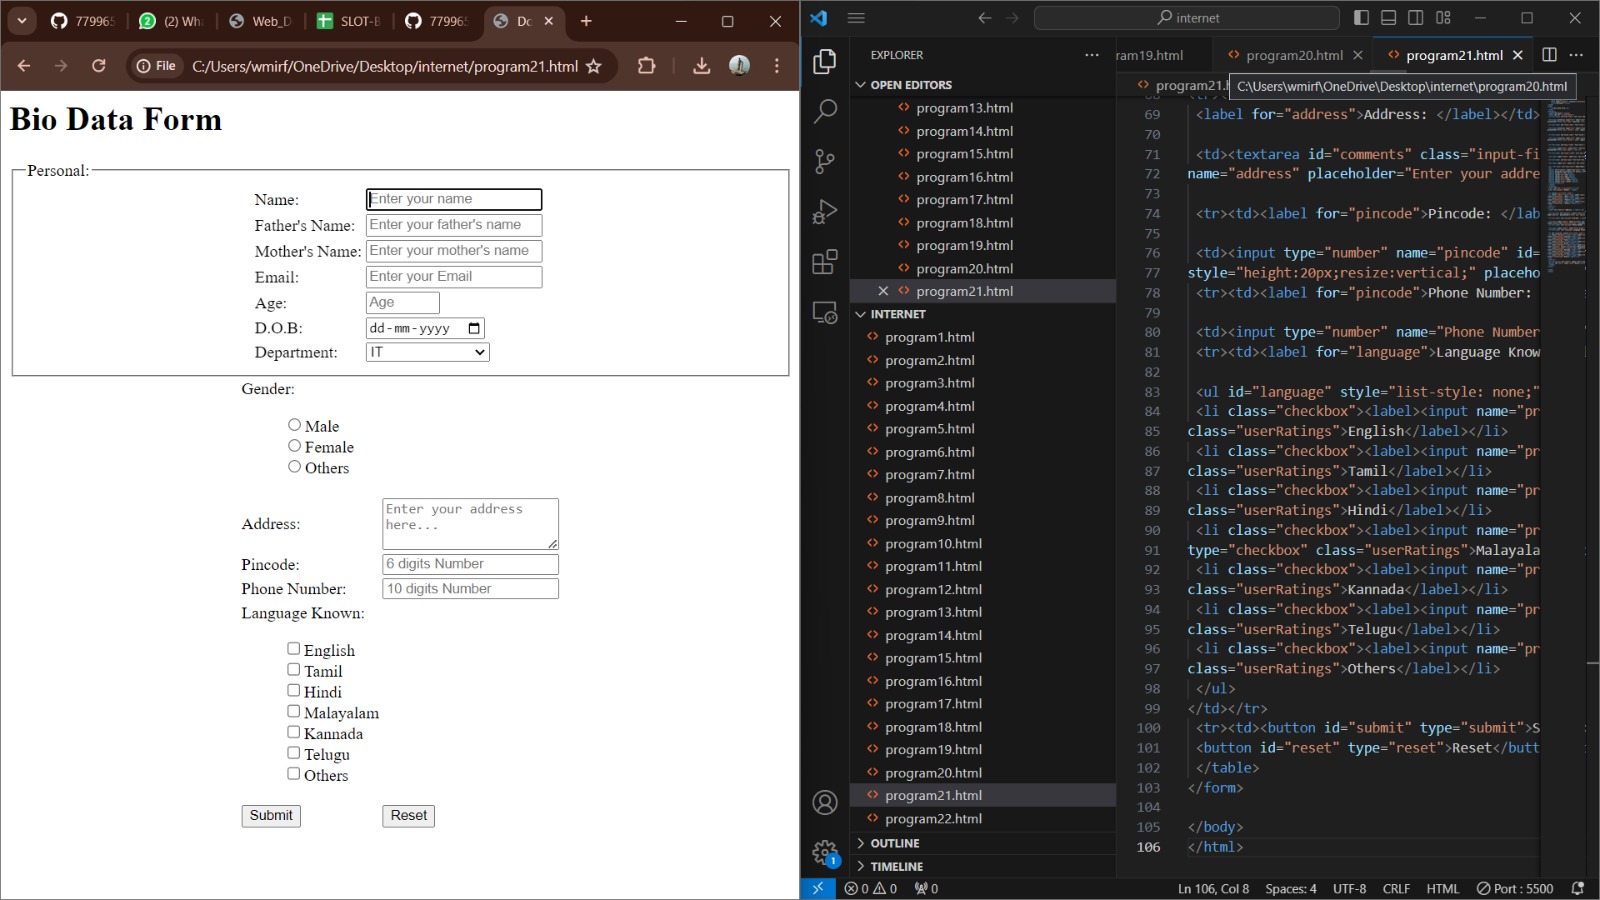 779965
(2) Wha
Web_D
SLOT-B
779965
Do
File
C:/Users/wmirf/OneDrive/Desktop/internet/program21.html
Bio Data Form
Personal:
Name:
Enter your name
Father's Name:
Enter your father's name
Mother's Name:
Enter your mother's name
Email:
Enter your Email
Age:
Age
D.O.B:
dd-mm-yyyy
Department:
IT
Gender:
Male
Female
Others
Address:
Enter your address
here...
Pincode:
6 digits Number
Phone Number:
10 digits Number
Language Known:
English
Tamil
Hindi
Malayalam
Kannada
Telugu
Others
Submit
Reset
internet
EXPLORER
OPEN EDITORS
program13.html
program14.html
program15.html
program16.html
program17.html
program18.html
program19.html
program20.html
program21.html
INTERNET
program1.html
program2.html
program3.html
program4.html
program5.html
program6.html
program7.html
program8.html
program9.html
program10.html
program11.html
program12.html
program13.html
program14.html
program15.html
program16.html
program17.html
program18.html
program19.html
program20.html
program21.html
program22.html
OUTLINE
TIMELINE
ram19.html
program20.html
program21.html
program21.h
C:\Users\wmirf\OneDrive\Desktop\internet\program20.html
69 <label for="address">Address: </label></td>
70
71 <td><textarea id="comments" class="input-fi
72 name="address" placeholder="Enter your addre
73
74 <tr><td><label for="pincode">Pincode: </lab
75
76 <td><input type="number" name="pincode" id=
77 style="height:20px;resize:vertical;" placeho
78 <tr><td><label for="pincode">Phone Number:
79
80 <td><input type="number" name="Phone Number
81 <tr><td><label for="language">Language Know
82
83 <ul id="language" style="list-style: none;"
84 <li class="checkbox"><label><input name="pr
85 class="userRatings">English</label></li>
86 <li class="checkbox"><label><input name="pr
87 class="userRatings">Tamil</label></li>
88 <li class="checkbox"><label><input name="pr
89 class="userRatings">Hindi</label></li>
90 <li class="checkbox"><label><input name="pr
91 type="checkbox" class="userRatings">Malayala
92 <li class="checkbox"><label><input name="pr
93 class="userRatings">Kannada</label></li>
94 <li class="checkbox"><label><input name="pr
95 class="userRatings">Telugu</label></li>
96 <li class="checkbox"><label><input name="pr
97 class="userRatings">Others</label></li>
98 </ul>
99 </td></tr>
100 <tr><td><button id="submit" type="submit">S
101 <button id="reset" type="reset">Reset</butt
102 </table>
103 </form>
104
105 </body>
106 </html>
1
0 0 0
Ln 106, Col 8
Spaces: 4
UTF-8
CRLF
HTML
Port : 5500